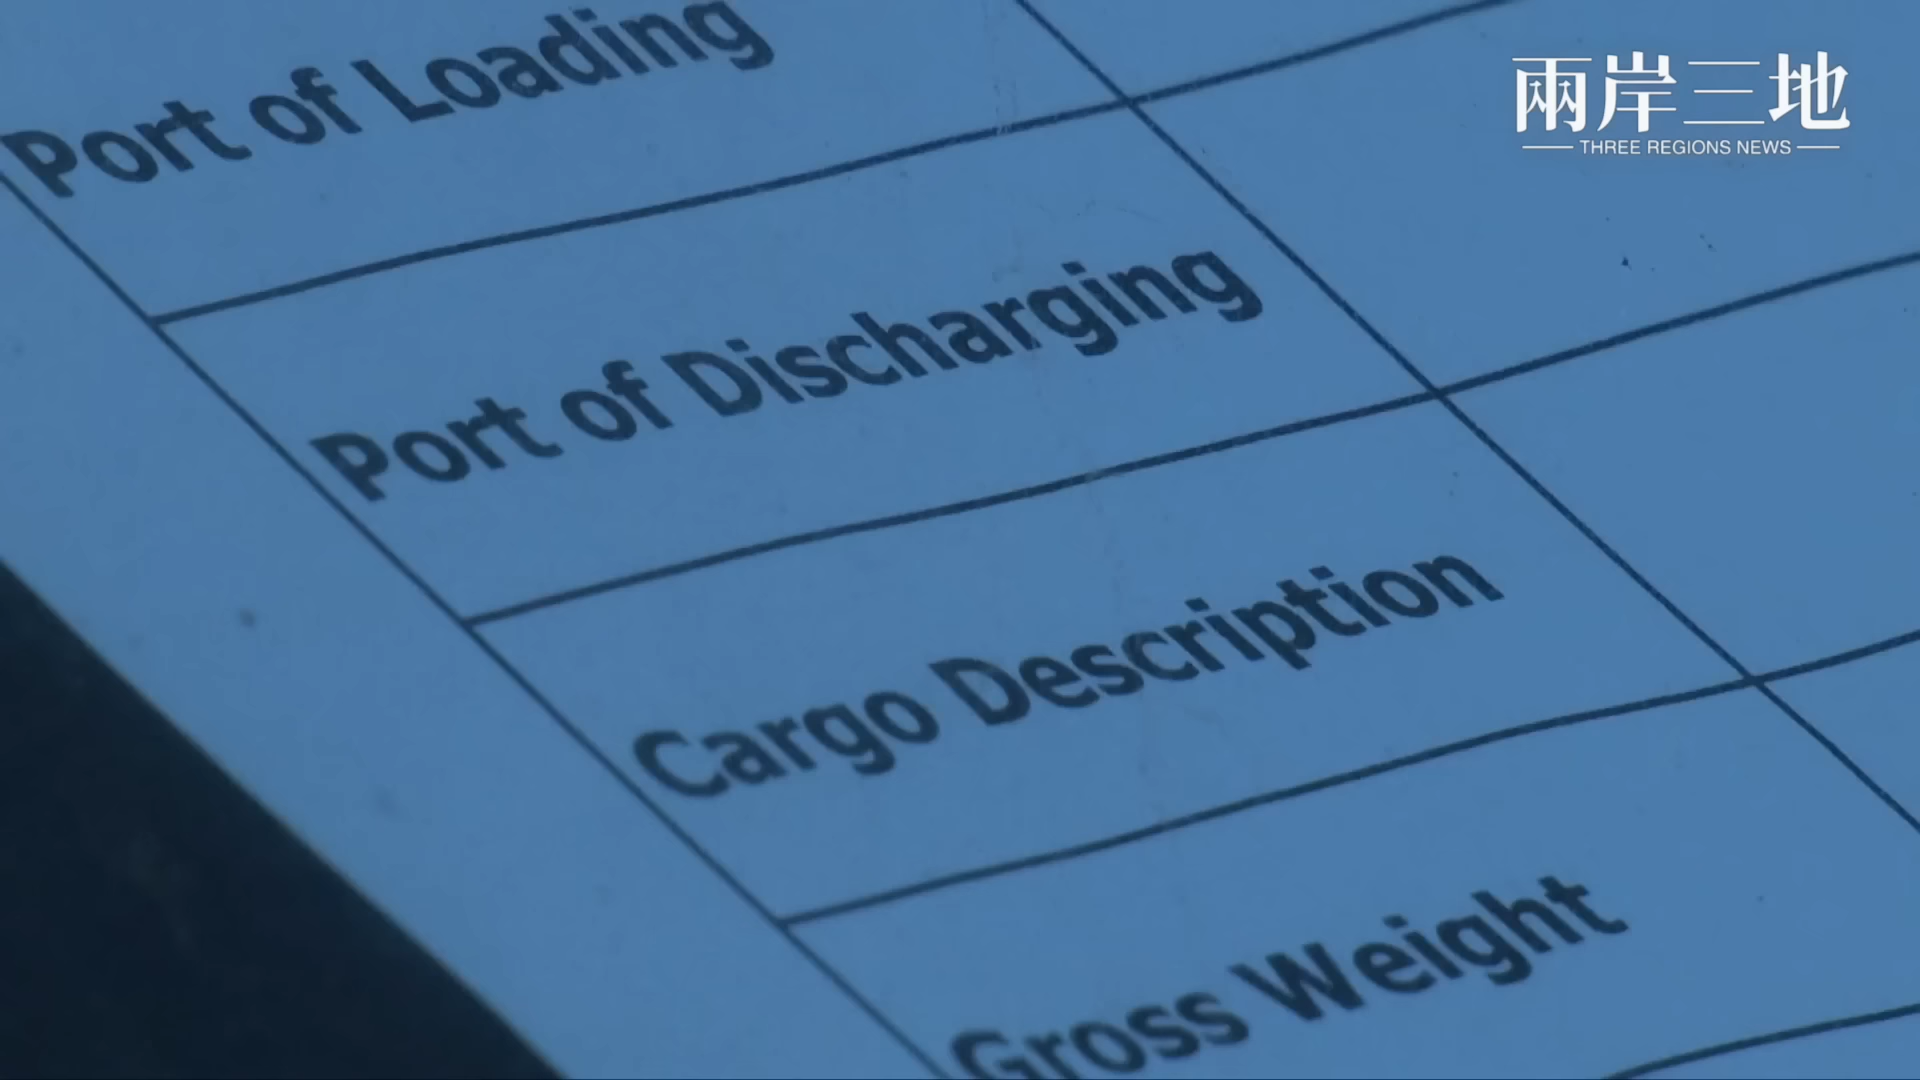 兩岸三地
THREE REGIONS NEWS
Port of Loading
Port of Discharging
Cargo Description
Gross Weight